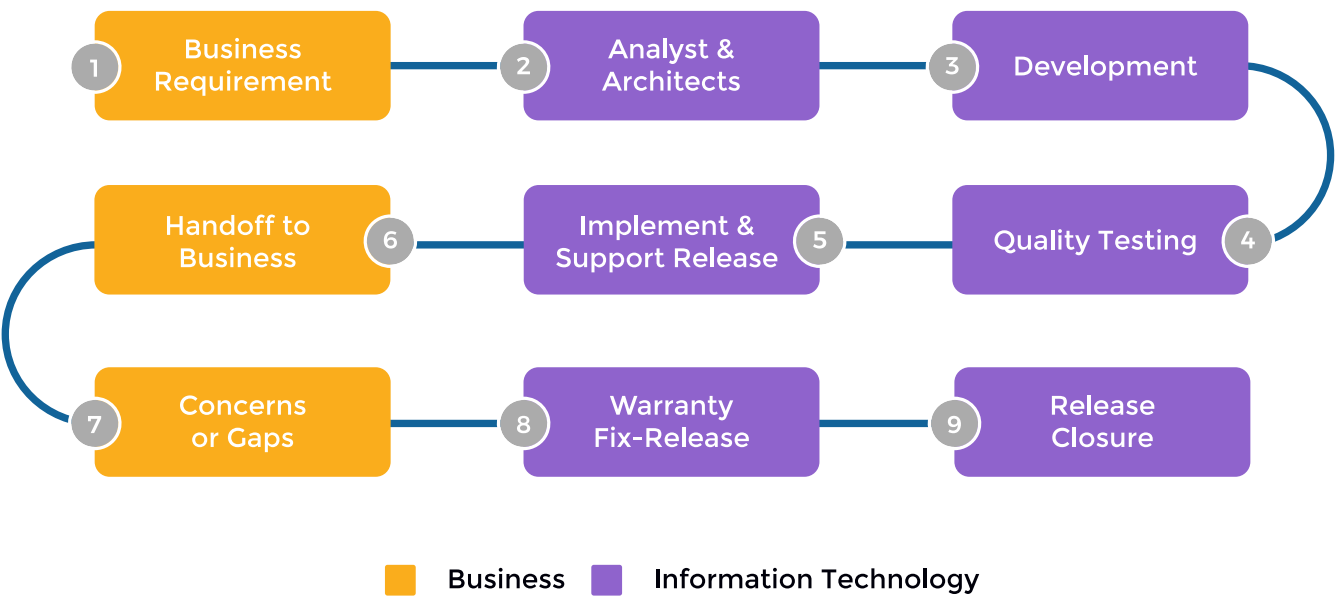 1
Business
Requirement
2
Analyst &
Architects
3
Development
4
Quality Testing
5
Implement &
Support Release
6
Handoff to
Business
7
Concerns
or Gaps
8
Warranty
Fix-Release
9
Release
Closure
Business
Information Technology